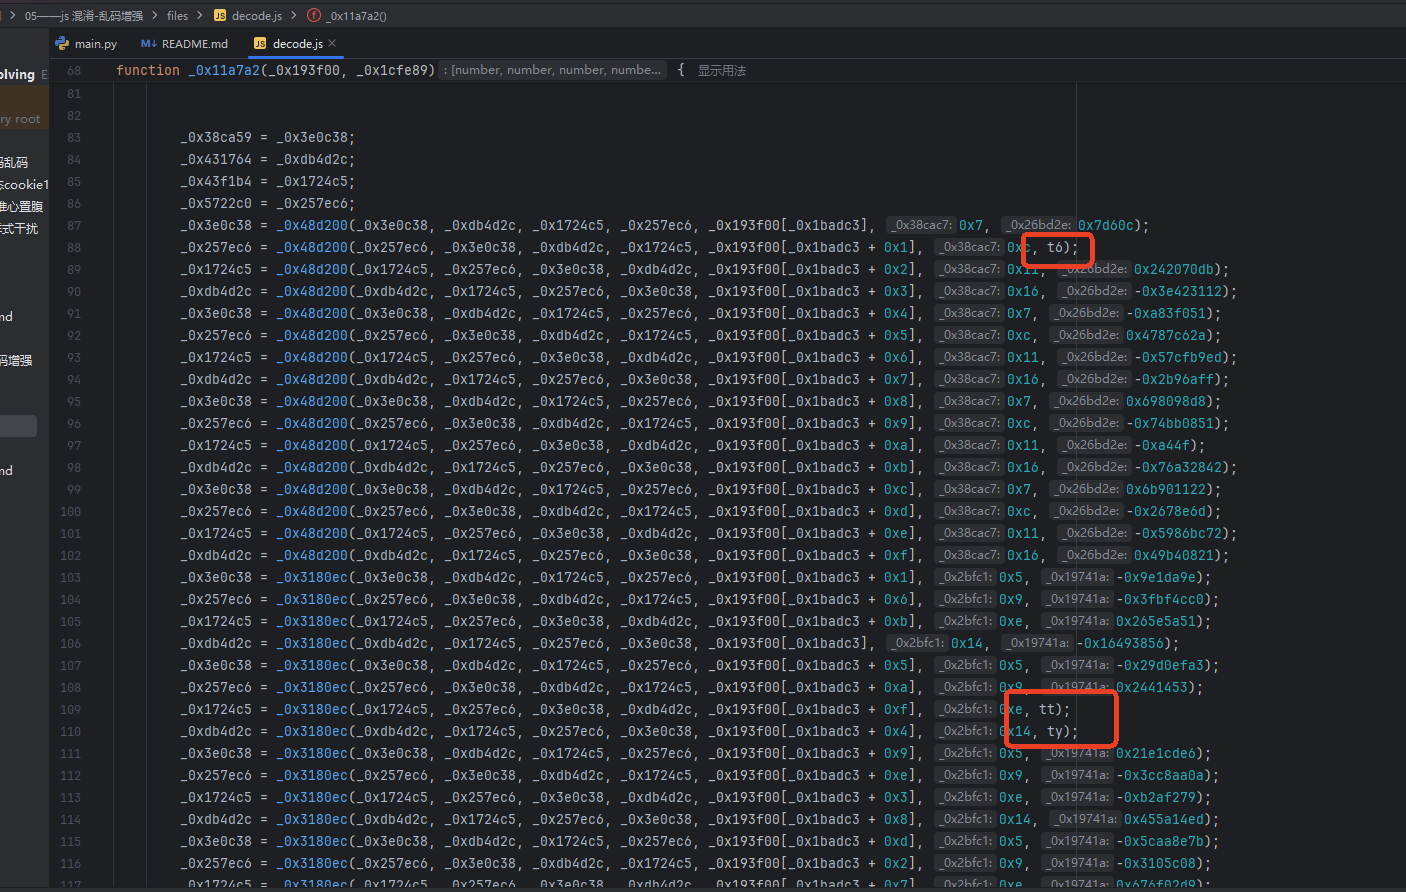 05——js 混淆-乱码增强 > files > JS decode.js > f _0x11a7a2()
main.py M↓ README.md JS decode.js ×
olving
ry root
cookie1
准心置腹
式干扰
nd
码增强
nd
68 function _0x11a7a2(_0x193f00, _0x1cfe89) : [number, number, number, numbe... { 显示用法
81
82
83 _0x38ca59 = _0x3e0c38;
84 _0x431764 = _0xdb4d2c;
85 _0x43f1b4 = _0x1724c5;
86 _0x5722c0 = _0x257ec6;
87 _0x3e0c38 = _0x48d200(_0x3e0c38, _0xdb4d2c, _0x1724c5, _0x257ec6, _0x193f00[_0x1badc3], _0x38cac7: 0x7, _0x26bd2e: 0x7d60c);
88 _0x257ec6 = _0x48d200(_0x257ec6, _0x3e0c38, _0xdb4d2c, _0x1724c5, _0x193f00[_0x1badc3 + 0x1], _0x38cac7: 0xc, t6);
89 _0x1724c5 = _0x48d200(_0x1724c5, _0x257ec6, _0x3e0c38, _0xdb4d2c, _0x193f00[_0x1badc3 + 0x2], _0x38cac7: 0x11, _0x26bd2e: 0x242070db);
90 _0xdb4d2c = _0x48d200(_0xdb4d2c, _0x1724c5, _0x257ec6, _0x3e0c38, _0x193f00[_0x1badc3 + 0x3], _0x38cac7: 0x16, _0x26bd2e: -0x3e423112);
91 _0x3e0c38 = _0x48d200(_0x3e0c38, _0xdb4d2c, _0x1724c5, _0x257ec6, _0x193f00[_0x1badc3 + 0x4], _0x38cac7: 0x7, _0x26bd2e: -0xa83f051);
92 _0x257ec6 = _0x48d200(_0x257ec6, _0x3e0c38, _0xdb4d2c, _0x1724c5, _0x193f00[_0x1badc3 + 0x5], _0x38cac7: 0xc, _0x26bd2e: 0x4787c62a);
93 _0x1724c5 = _0x48d200(_0x1724c5, _0x257ec6, _0x3e0c38, _0xdb4d2c, _0x193f00[_0x1badc3 + 0x6], _0x38cac7: 0x11, _0x26bd2e: -0x57cfb9ed);
94 _0xdb4d2c = _0x48d200(_0xdb4d2c, _0x1724c5, _0x257ec6, _0x3e0c38, _0x193f00[_0x1badc3 + 0x7], _0x38cac7: 0x16, _0x26bd2e: -0x2b96aff);
95 _0x3e0c38 = _0x48d200(_0x3e0c38, _0xdb4d2c, _0x1724c5, _0x257ec6, _0x193f00[_0x1badc3 + 0x8], _0x38cac7: 0x7, _0x26bd2e: 0x698098d8);
96 _0x257ec6 = _0x48d200(_0x257ec6, _0x3e0c38, _0xdb4d2c, _0x1724c5, _0x193f00[_0x1badc3 + 0x9], _0x38cac7: 0xc, _0x26bd2e: -0x74bb0851);
97 _0x1724c5 = _0x48d200(_0x1724c5, _0x257ec6, _0x3e0c38, _0xdb4d2c, _0x193f00[_0x1badc3 + 0xa], _0x38cac7: 0x11, _0x26bd2e: -0xa44f);
98 _0xdb4d2c = _0x48d200(_0xdb4d2c, _0x1724c5, _0x257ec6, _0x3e0c38, _0x193f00[_0x1badc3 + 0xb], _0x38cac7: 0x16, _0x26bd2e: -0x76a32842);
99 _0x3e0c38 = _0x48d200(_0x3e0c38, _0xdb4d2c, _0x1724c5, _0x257ec6, _0x193f00[_0x1badc3 + 0xc], _0x38cac7: 0x7, _0x26bd2e: 0x6b901122);
100 _0x257ec6 = _0x48d200(_0x257ec6, _0x3e0c38, _0xdb4d2c, _0x1724c5, _0x193f00[_0x1badc3 + 0xd], _0x38cac7: 0xc, _0x26bd2e: -0x2678e6d);
101 _0x1724c5 = _0x48d200(_0x1724c5, _0x257ec6, _0x3e0c38, _0xdb4d2c, _0x193f00[_0x1badc3 + 0xe], _0x38cac7: 0x11, _0x26bd2e: -0x5986bc72);
102 _0xdb4d2c = _0x48d200(_0xdb4d2c, _0x1724c5, _0x257ec6, _0x3e0c38, _0x193f00[_0x1badc3 + 0xf], _0x38cac7: 0x16, _0x26bd2e: 0x49b40821);
103 _0x3e0c38 = _0x3180ec(_0x3e0c38, _0xdb4d2c, _0x1724c5, _0x257ec6, _0x193f00[_0x1badc3 + 0x1], _0x2bfc1: 0x5, _0x19741a: -0x9e1da9e);
104 _0x257ec6 = _0x3180ec(_0x257ec6, _0x3e0c38, _0xdb4d2c, _0x1724c5, _0x193f00[_0x1badc3 + 0x6], _0x2bfc1: 0x9, _0x19741a: -0x3fbf4cc0);
105 _0x1724c5 = _0x3180ec(_0x1724c5, _0x257ec6, _0x3e0c38, _0xdb4d2c, _0x193f00[_0x1badc3 + 0xb], _0x2bfc1: 0xe, _0x19741a: 0x265e5a51);
106 _0xdb4d2c = _0x3180ec(_0xdb4d2c, _0x1724c5, _0x257ec6, _0x3e0c38, _0x193f00[_0x1badc3], _0x2bfc1: 0x14, _0x19741a: -0x16493856);
107 _0x3e0c38 = _0x3180ec(_0x3e0c38, _0xdb4d2c, _0x1724c5, _0x257ec6, _0x193f00[_0x1badc3 + 0x5], _0x2bfc1: 0x5, _0x19741a: -0x29d0efa3);
108 _0x257ec6 = _0x3180ec(_0x257ec6, _0x3e0c38, _0xdb4d2c, _0x1724c5, _0x193f00[_0x1badc3 + 0xa], _0x2bfc1: 0x9, _0x19741a: 0x2441453);
109 _0x1724c5 = _0x3180ec(_0x1724c5, _0x257ec6, _0x3e0c38, _0xdb4d2c, _0x193f00[_0x1badc3 + 0xf], _0x2bfc1: 0xe, tt);
110 _0xdb4d2c = _0x3180ec(_0xdb4d2c, _0x1724c5, _0x257ec6, _0x3e0c38, _0x193f00[_0x1badc3 + 0x4], _0x2bfc1: 0x14, ty);
111 _0x3e0c38 = _0x3180ec(_0x3e0c38, _0xdb4d2c, _0x1724c5, _0x257ec6, _0x193f00[_0x1badc3 + 0x9], _0x2bfc1: 0x5, _0x19741a: 0x21e1cde6);
112 _0x257ec6 = _0x3180ec(_0x257ec6, _0x3e0c38, _0xdb4d2c, _0x1724c5, _0x193f00[_0x1badc3 + 0xe], _0x2bfc1: 0x9, _0x19741a: -0x3cc8aa0a);
113 _0x1724c5 = _0x3180ec(_0x1724c5, _0x257ec6, _0x3e0c38, _0xdb4d2c, _0x193f00[_0x1badc3 + 0x3], _0x2bfc1: 0xe, _0x19741a: -0xb2af279);
114 _0xdb4d2c = _0x3180ec(_0xdb4d2c, _0x1724c5, _0x257ec6, _0x3e0c38, _0x193f00[_0x1badc3 + 0x8], _0x2bfc1: 0x14, _0x19741a: 0x455a14ed);
115 _0x3e0c38 = _0x3180ec(_0x3e0c38, _0xdb4d2c, _0x1724c5, _0x257ec6, _0x193f00[_0x1badc3 + 0xd], _0x2bfc1: 0x5, _0x19741a: -0x5caa8e7b);
116 _0x257ec6 = _0x3180ec(_0x257ec6, _0x3e0c38, _0xdb4d2c, _0x1724c5, _0x193f00[_0x1badc3 + 0x2], _0x2bfc1: 0x9, _0x19741a: -0x3105c08);
117 _0x1724c5 = _0x3180ec(_0x1724c5, _0x257ec6, _0x3e0c38, _0xdb4d2c, _0x193f00[_0x1badc3 + 0x7], _0x2bfc1: 0xe, _0x19741a: 0x676f02d9);